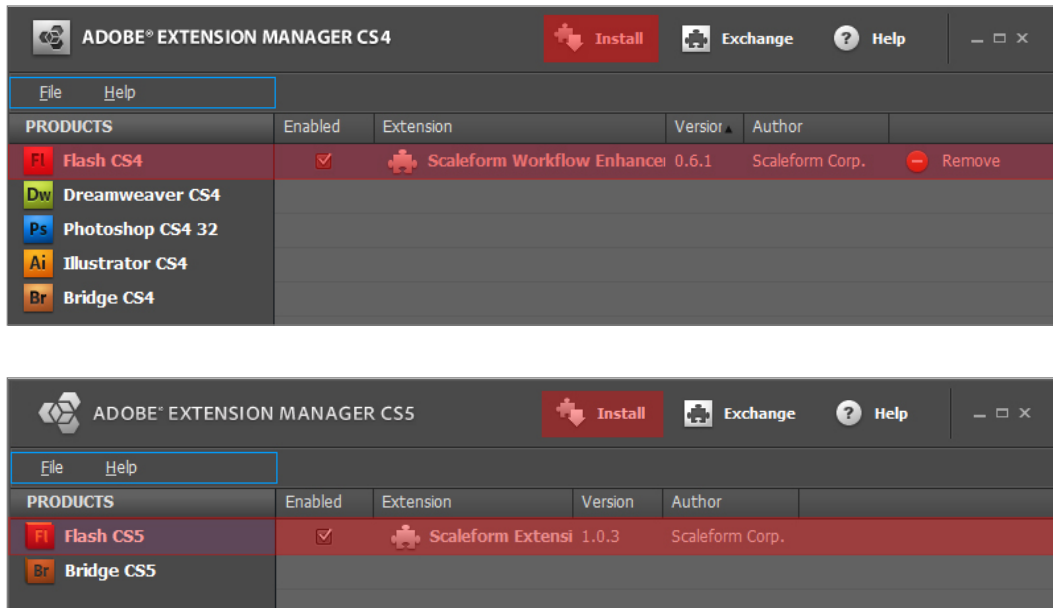 ADOBE® EXTENSION MANAGER CS4 Install Exchange ? Help
File Help
PRODUCTS Enabled Extension Version Author
Fl Flash CS4 Scaleform Workflow Enhancer 0.6.1 Scaleform Corp. Remove
Dw Dreamweaver CS4
Ps Photoshop CS4 32
Ai Illustrator CS4
Br Bridge CS4
ADOBE® EXTENSION MANAGER CS5 Install Exchange ? Help
File Help
PRODUCTS Enabled Extension Version Author
Fl Flash CS5 Scaleform Extensi 1.0.3 Scaleform Corp.
Br Bridge CS5